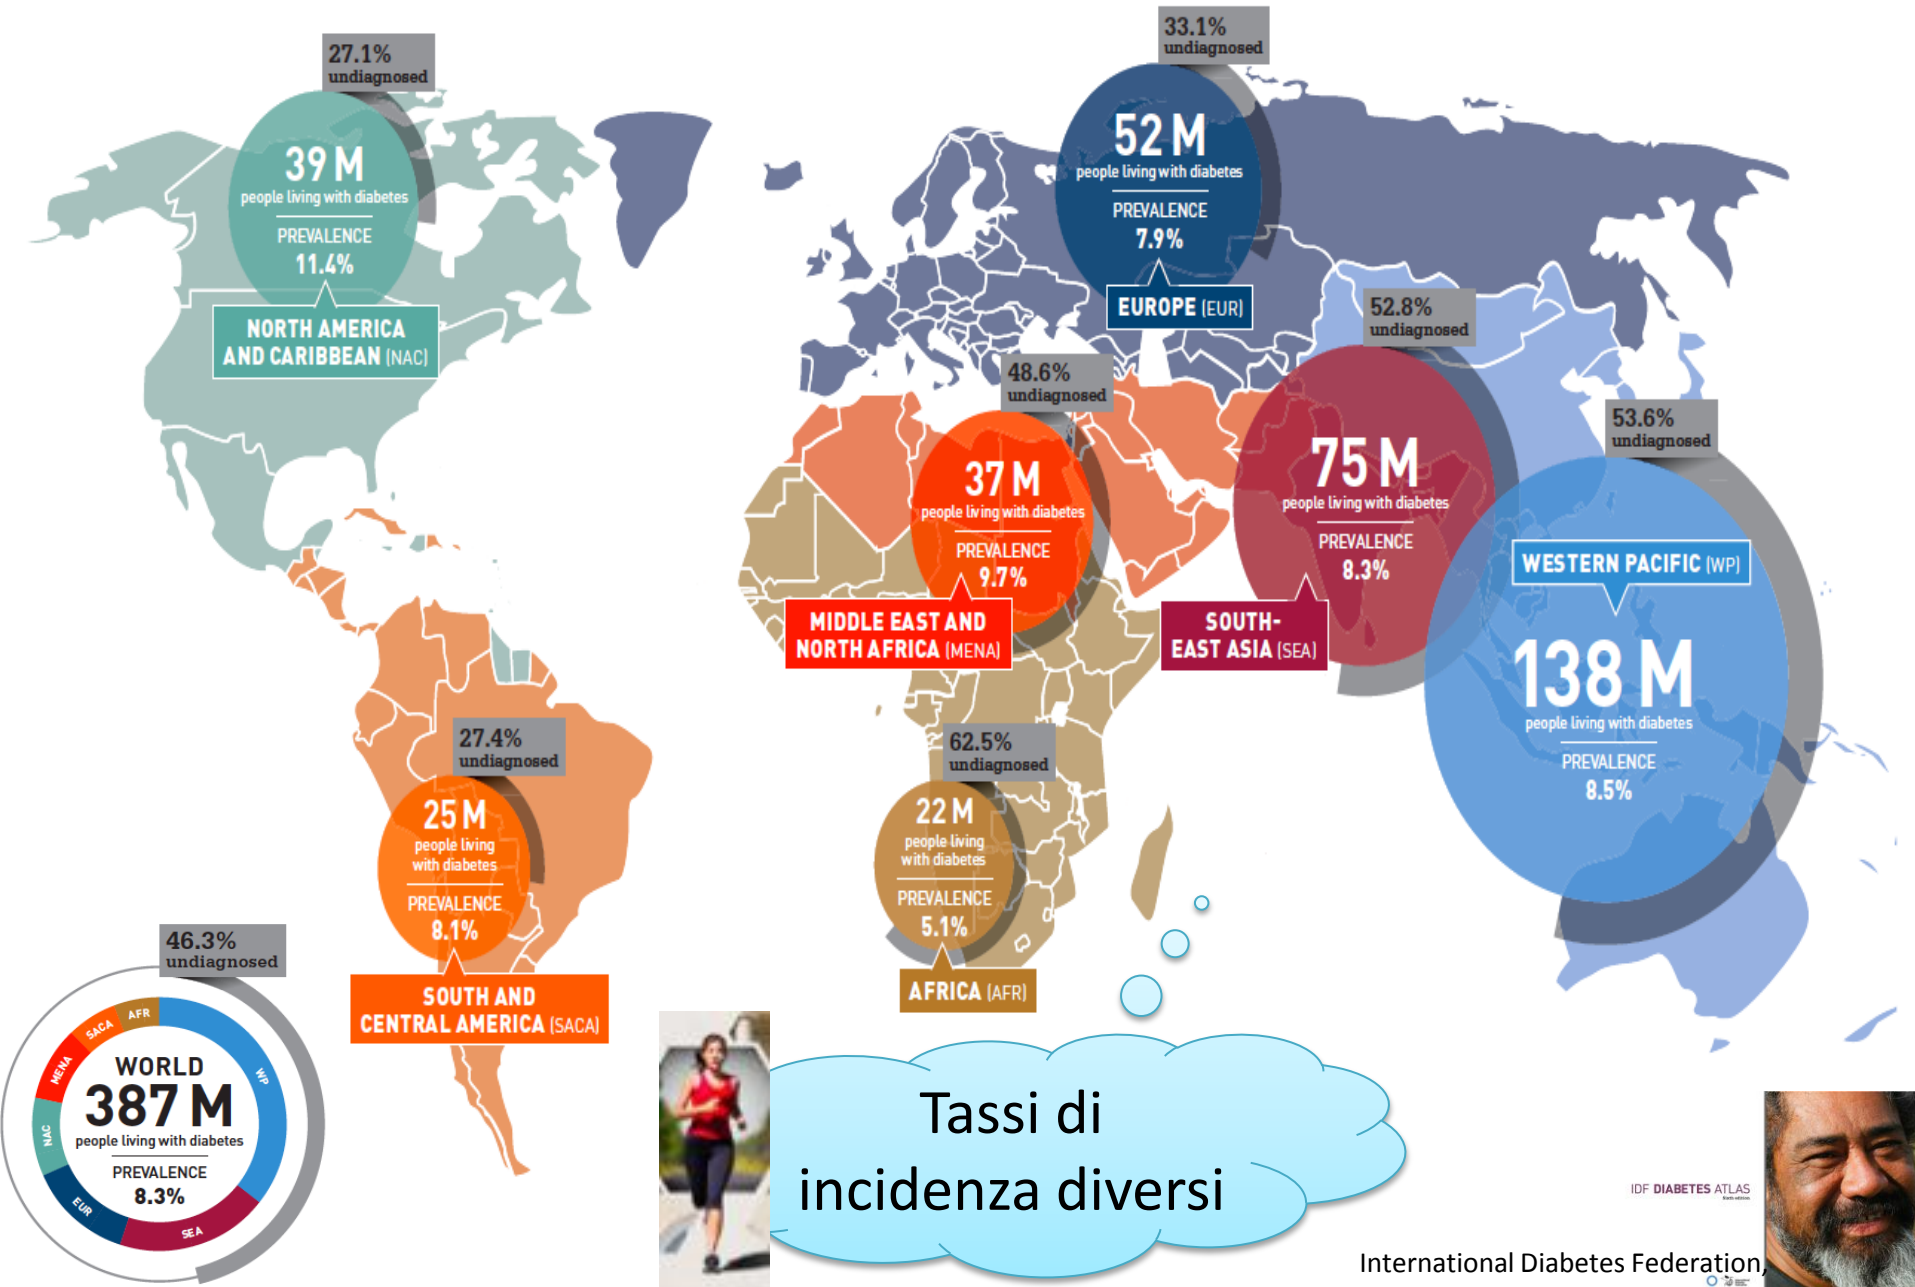 27.1%
undiagnosed
39 M
people living with diabetes
PREVALENCE
11.4%
NORTH AMERICA
AND CARIBBEAN (NAC)
33.1%
undiagnosed
52 M
people living with diabetes
PREVALENCE
7.9%
EUROPE (EUR)
48.6%
undiagnosed
37 M
people living with diabetes
PREVALENCE
9.7%
MIDDLE EAST AND
NORTH AFRICA (MENA)
52.8%
undiagnosed
75 M
people living with diabetes
PREVALENCE
8.3%
SOUTH-
EAST ASIA (SEA)
53.6%
undiagnosed
WESTERN PACIFIC (WP)
138 M
people living with diabetes
PREVALENCE
8.5%
27.4%
undiagnosed
25 M
people living
with diabetes
PREVALENCE
8.1%
SOUTH AND
CENTRAL AMERICA (SACA)
62.5%
undiagnosed
22 M
people living
with diabetes
PREVALENCE
5.1%
AFRICA (AFR)
46.3%
undiagnosed
AFR
SACA
MENA
NAC
EUR
SEA
WP
WORLD
387 M
people living with diabetes
PREVALENCE
8.3%
Tassi di
incidenza diversi
IDF DIABETES ATLAS
International Diabetes Federation,